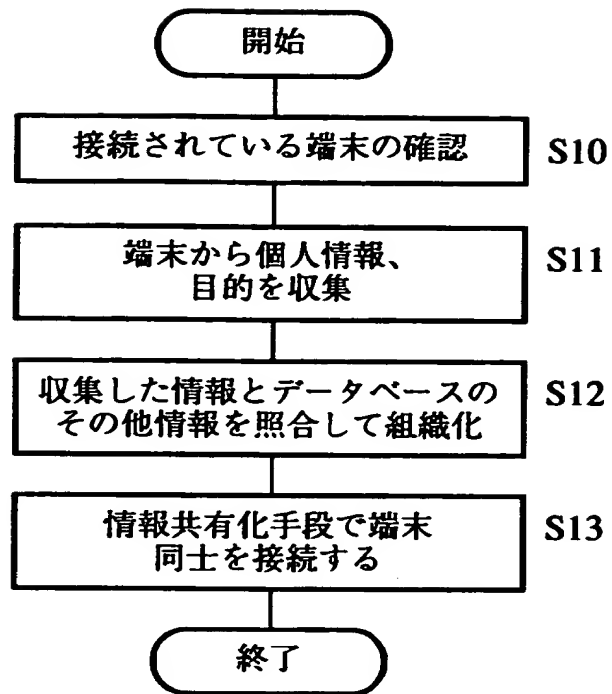 開始
接続されている端末の確認
S10
端末から個人情報、
目的を収集
S11
収集した情報とデータベースの
その他情報を照合して組織化
S12
情報共有化手段で端末
同士を接続する
S13
終了